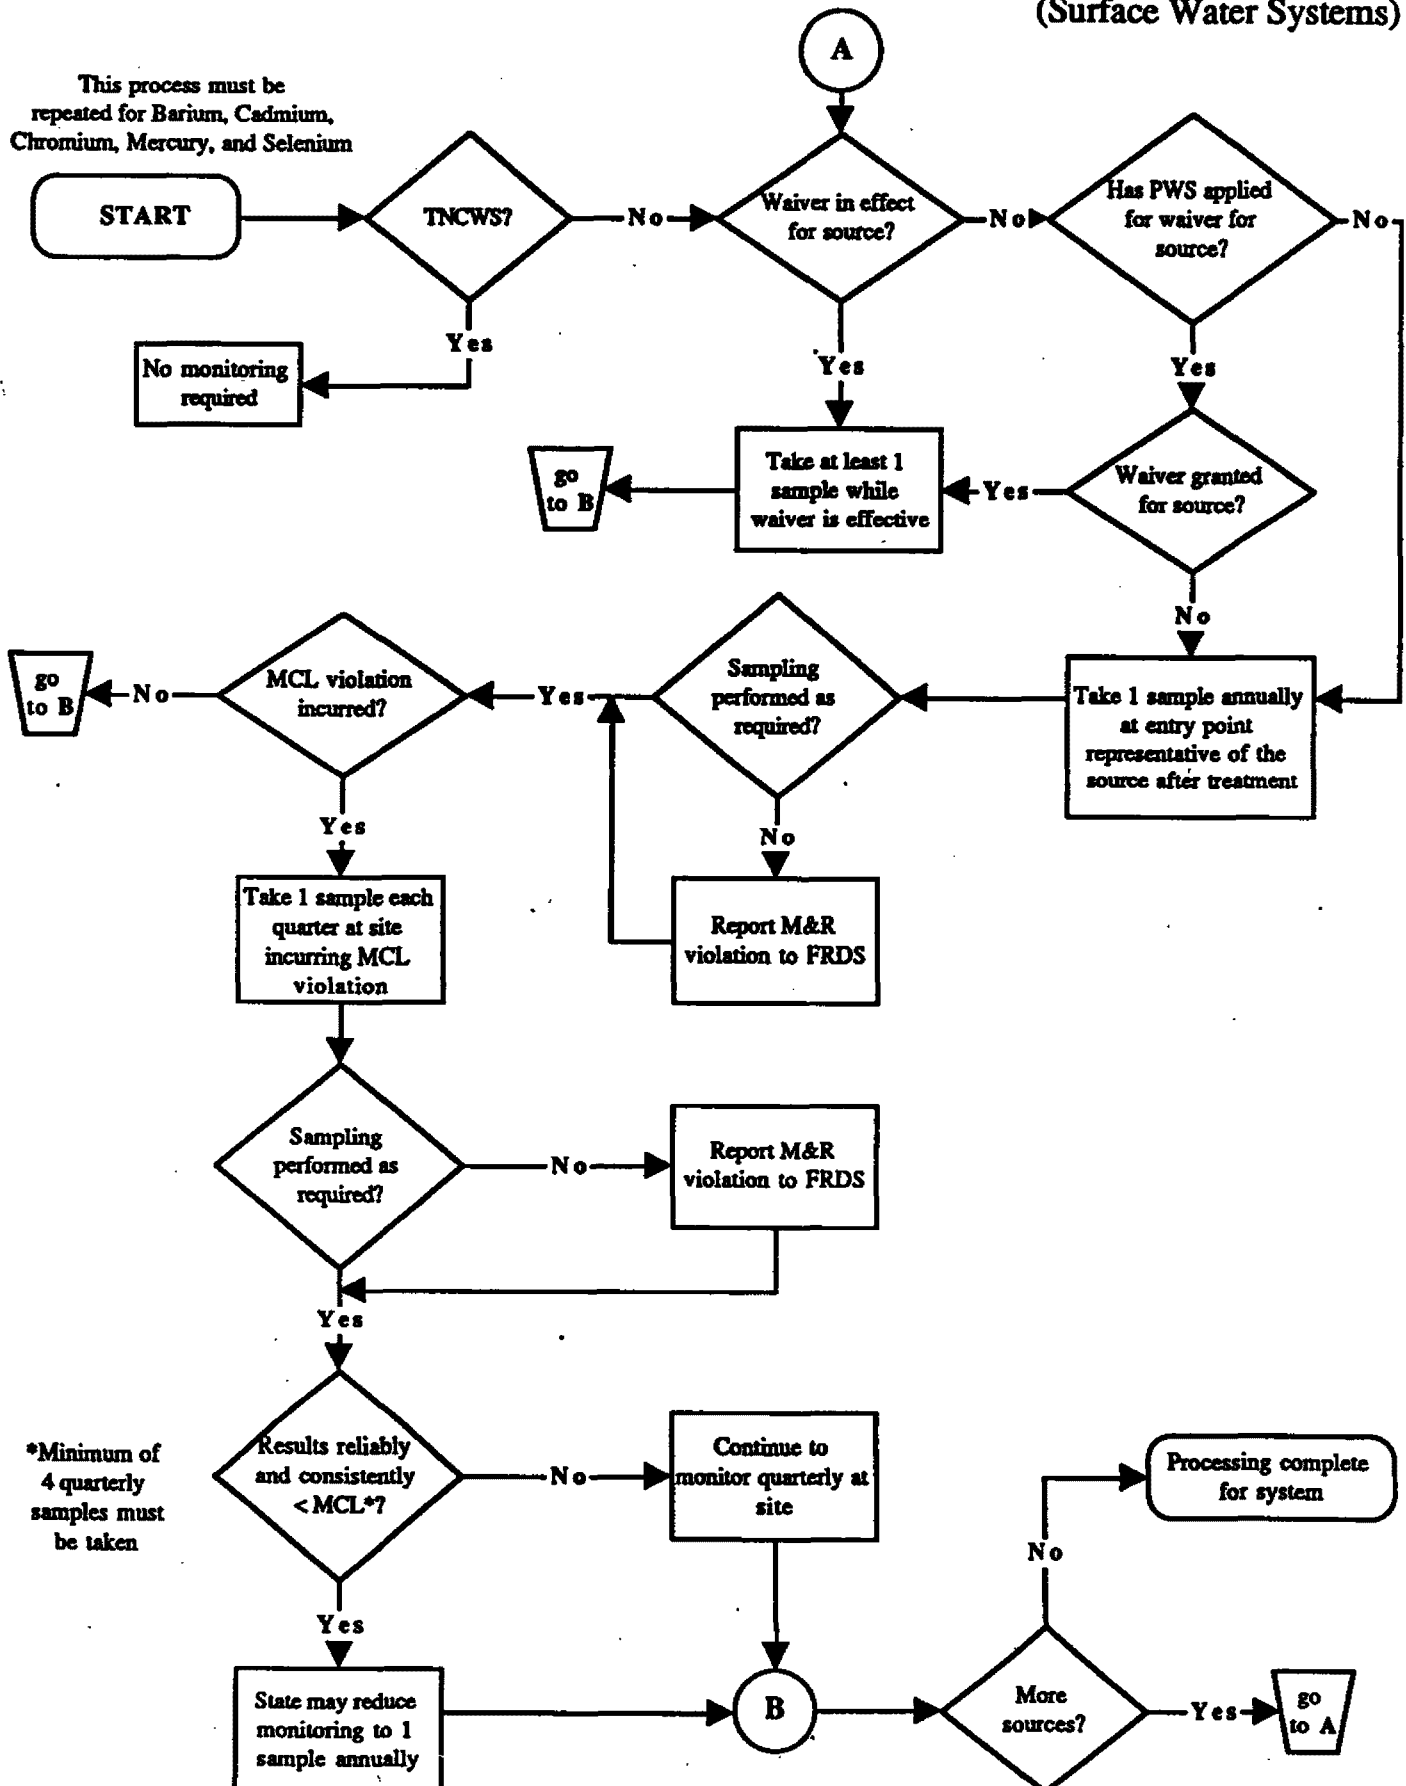 (Surface Water Systems)
A
This process must be
repeated for Barium, Cadmium,
Chromium, Mercury, and Selenium
START
TNCWS?
No
Waiver in effect
for source?
No
Has PWS applied
for waiver for
source?
No
Yes
No monitoring
required
Yes
Yes
go
to B
Take at least 1
sample while
waiver is effective
Yes
Waiver granted
for source?
No
go
to B
No
MCL violation
incurred?
Yes
Sampling
performed as
required?
Take 1 sample annually
at entry point
representative of the
source after treatment
Yes
No
Take 1 sample each
quarter at site
incurring MCL
violation
Report M&R
violation to FRDS
Sampling
performed as
required?
No
Report M&R
violation to FRDS
Yes
*Minimum of
4 quarterly
samples must
be taken
Results reliably
and consistently
< MCL*?
No
Continue to
monitor quarterly at
site
Processing complete
for system
No
Yes
State may reduce
monitoring to 1
sample annually
B
More
sources?
Yes
go
to A